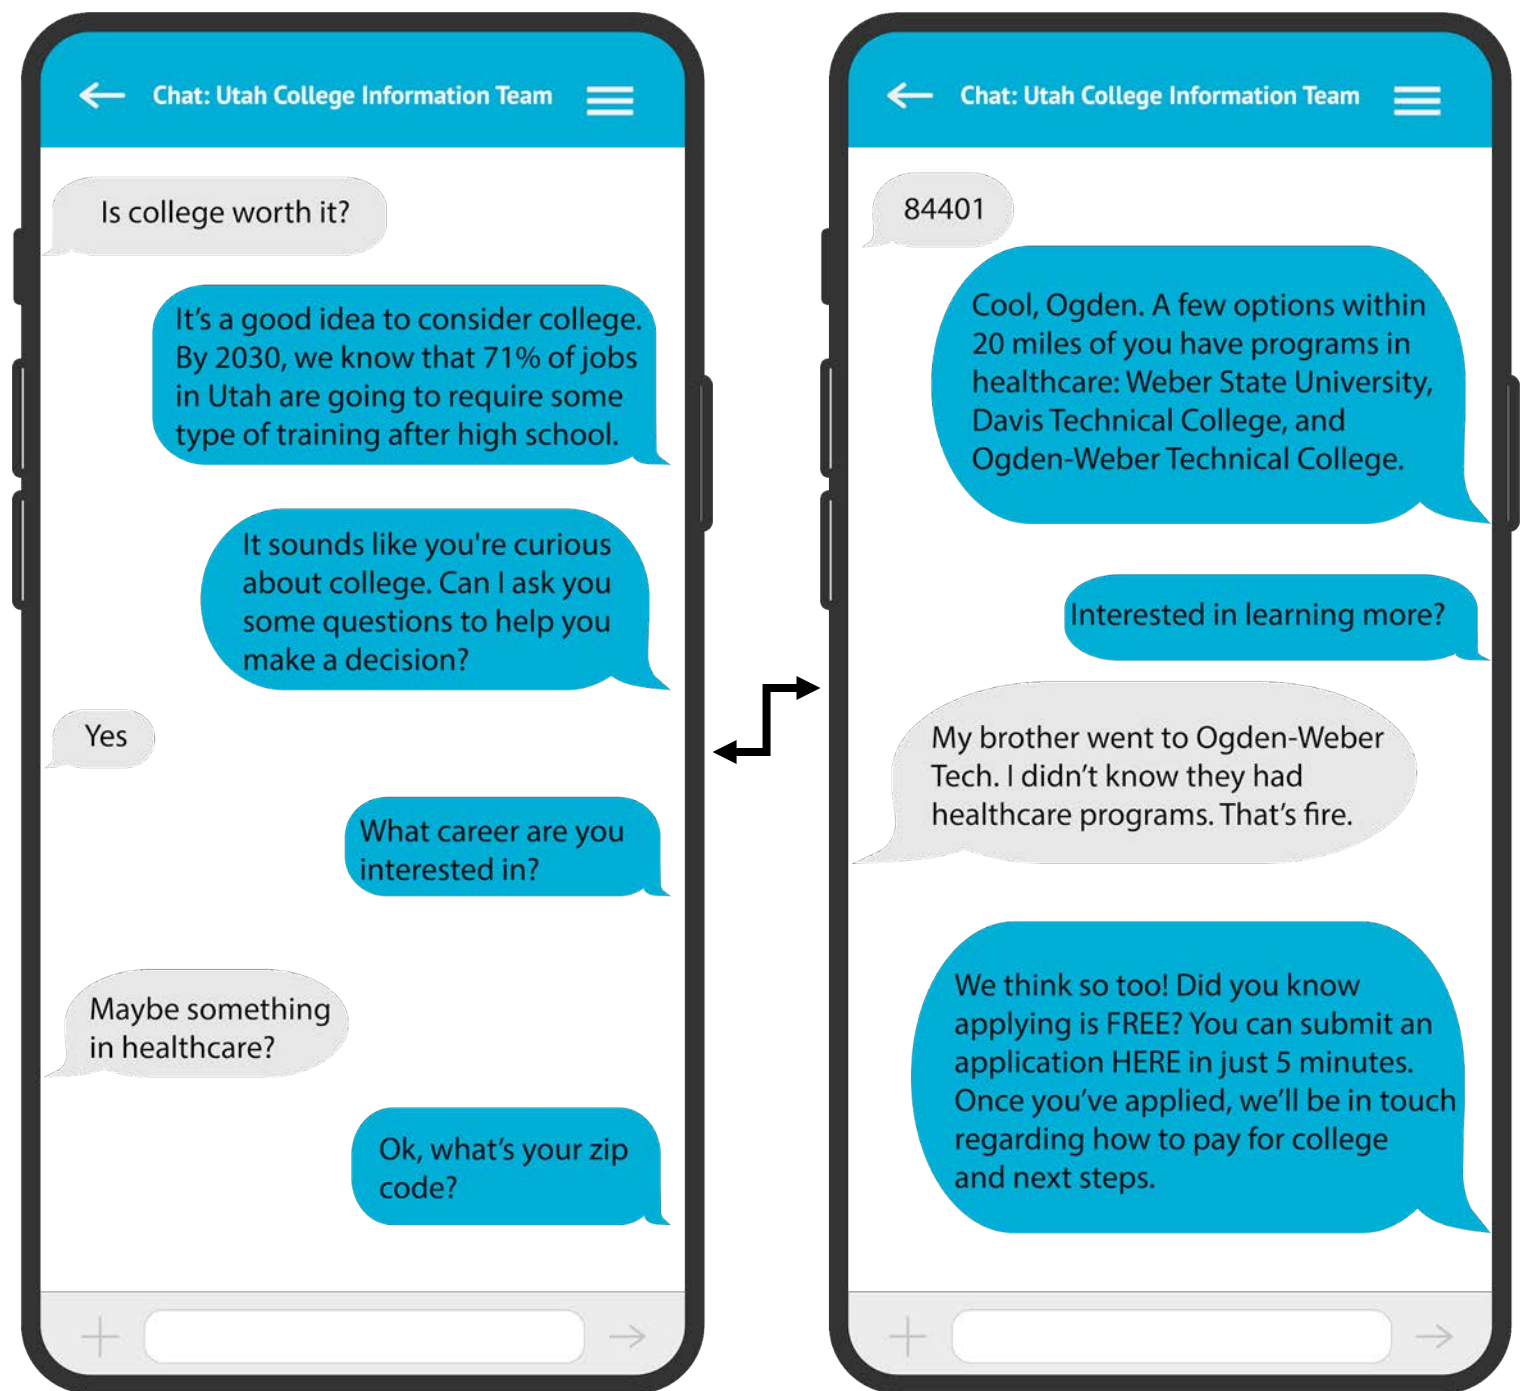 Chat: Utah College Information Team
Is college worth it?
It's a good idea to consider college.
By 2030, we know that 71% of jobs
in Utah are going to require some
type of training after high school.
It sounds like you're curious
about college. Can I ask you
some questions to help you
make a decision?
Yes
What career are you
interested in?
Maybe something
in healthcare?
Ok, what's your zip
code?
Chat: Utah College Information Team
84401
Cool, Ogden. A few options within
20 miles of you have programs in
healthcare: Weber State University,
Davis Technical College, and
Ogden-Weber Technical College.
Interested in learning more?
My brother went to Ogden-Weber
Tech. I didn't know they had
healthcare programs. That's fire.
We think so too! Did you know
applying is FREE? You can submit an
application HERE in just 5 minutes.
Once you've applied, we'll be in touch
regarding how to pay for college
and next steps.